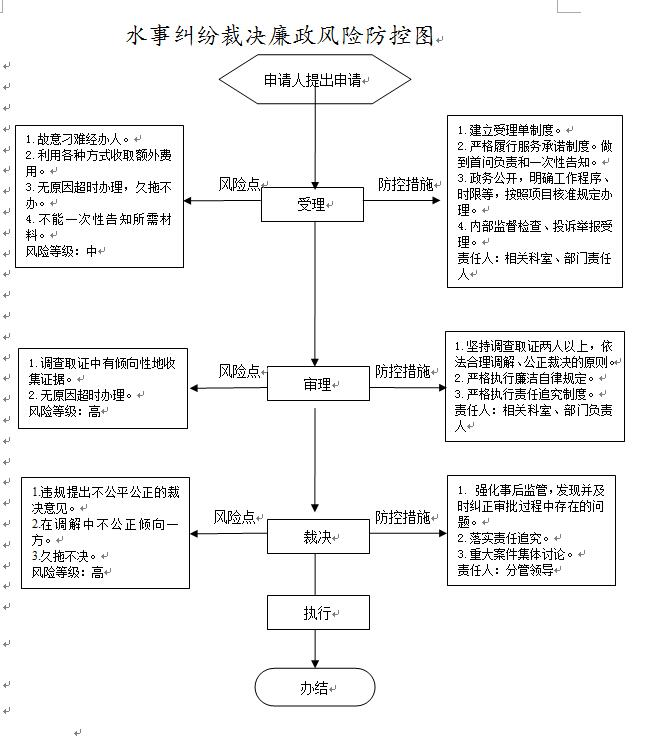 水事纠纷裁决廉政风险防控图
申请人提出申请
1.故意刁难经办人。
2.利用各种方式收取额外费
用。
3.无原因超时办理，久拖不
办。
4.不能一次性告知所需材
料。
风险等级：中
风险点
受理
防控措施
1.建立受理单制度。
2.严格履行服务承诺制度。做
到首问负责和一次性告知。
3.政务公开，明确工作程序、
时限等，按照项目核准规定办
理。
4.内部监督检查、投诉举报受
理。
责任人：相关科室、部门责任
人
1.调查取证中有倾向性地收
集证据。
2.无原因超时办理。
风险等级：高
风险点
审理
防控措施
1.坚持调查取证两人以上，依
法合理调解、公正裁决的原则。
2.严格执行廉洁自律规定。
3.严格执行责任追究制度。
责任人：相关科室、部门负责
人
1.违规提出不公平公正的裁
决意见。
2.在调解中不公正倾向一
方。
3.久拖不决。
风险等级：高
风险点
裁决
防控措施
1. 强化事后监管，发现并及
时纠正审批过程中存在的问
题。
2.落实责任追究。
3.重大案件集体讨论。
责任人：分管领导
执行
办结